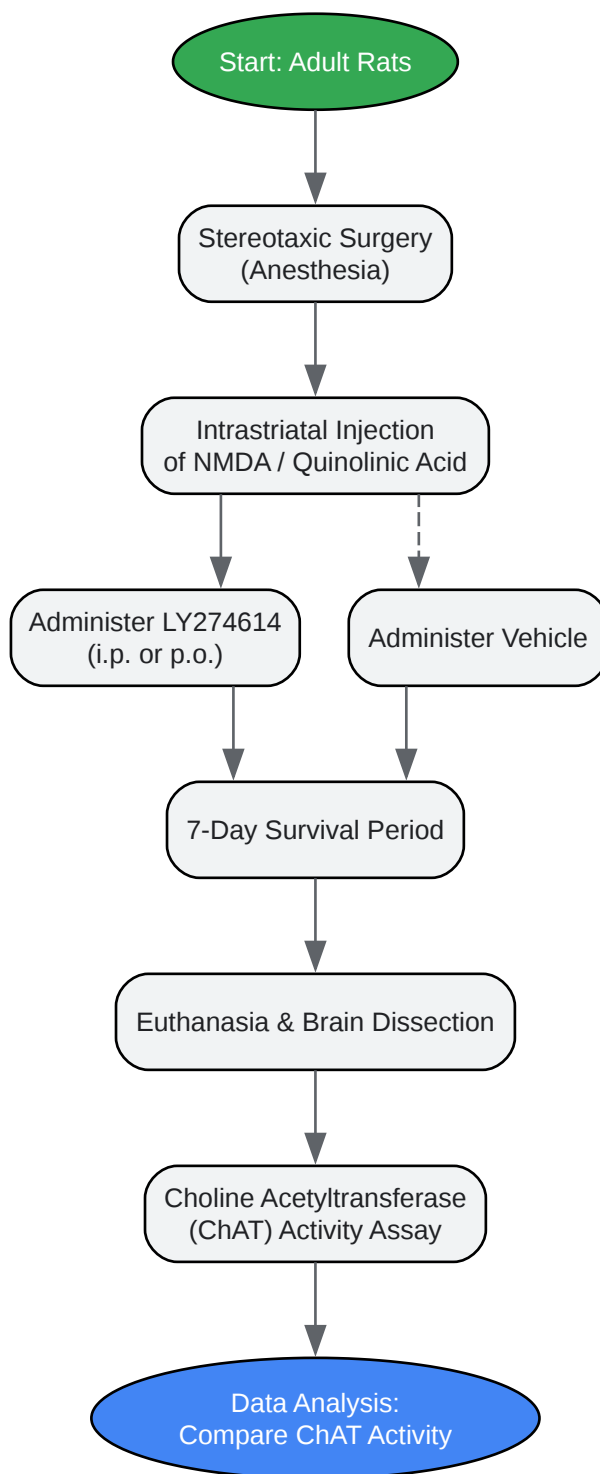 Start: Adult Rats
Stereotaxic Surgery
(Anesthesia)
Intrastriatal Injection
of NMDA / Quinolinic Acid
Administer LY274614
(i.p. or p.o.)
Administer Vehicle
7-Day Survival Period
Euthanasia & Brain Dissection
Choline Acetyltransferase
(ChAT) Activity Assay
Data Analysis:
Compare ChAT Activity